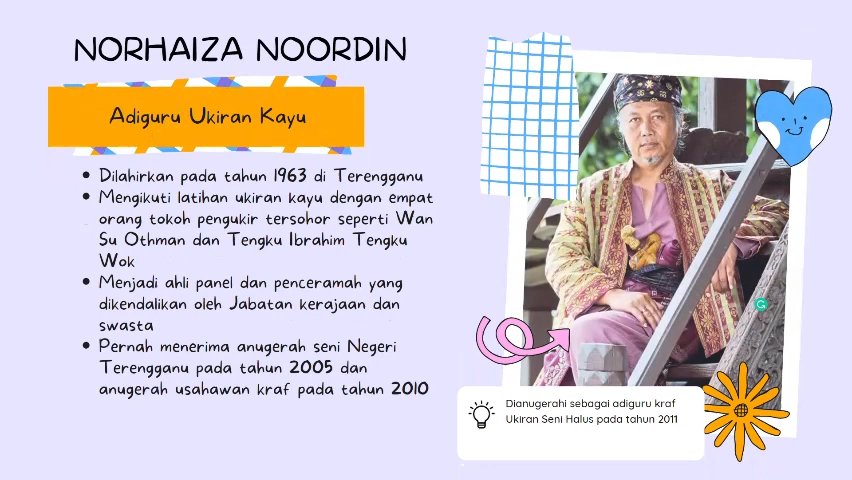 NORHAIZA NOORDIN
Adiguru Ukiran Kayu
Dilahirkan pada tahun 1963 di Terengganu
Mengikuti latihan ukiran kayu dengan empat
orang tokoh pengukir tersohor seperti Wan
Su Othman dan Tengku Ibrahim Tengku
Wok
Menjadi ahli panel dan penceramah yang
dikendalikan oleh Jabatan kerajaan dan
swasta
Pernah menerima anugerah seni Negeri
Terengganu pada tahun 2005 dan
anugerah usahawan kraf pada tahun 2010
Dianugerahi sebagai adiguru kraf
Ukiran Seni Halus pada tahun 2011